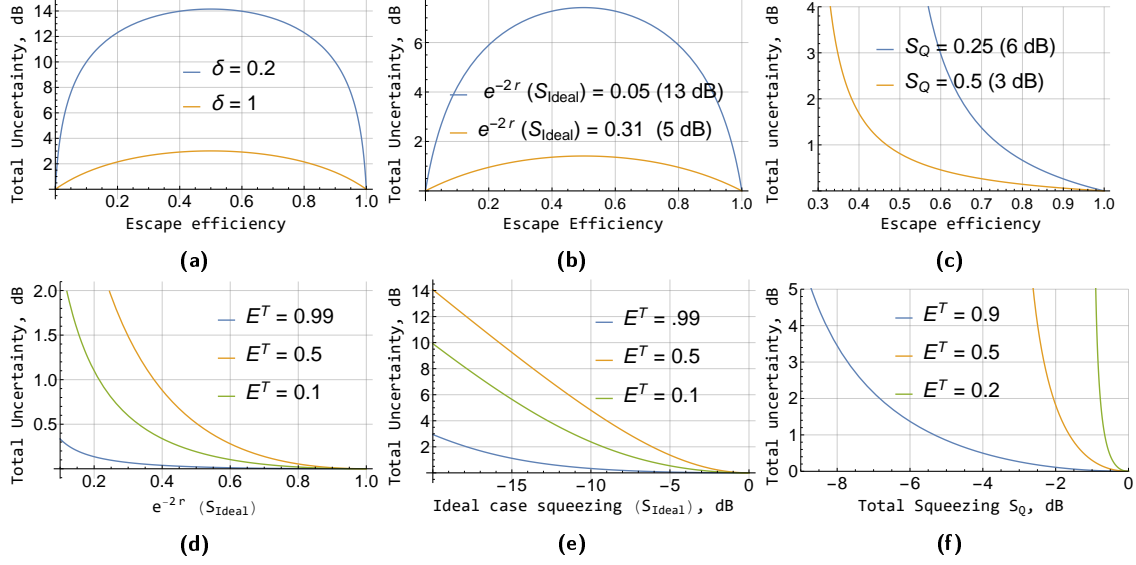 Total Uncertainty, dB
14
12
10
8
6
4
2
δ = 0.2
δ = 1
0.2
0.4
0.6
0.8
1.0
Escape efficiency
(a)
Total Uncertainty, dB
6
4
2
e⁻²ʳ (S_Ideal) = 0.05 (13 dB)
e⁻²ʳ (S_Ideal) = 0.31 (5 dB)
0.2
0.4
0.6
0.8
1.0
Escape Efficiency
(b)
Total uncertainty, dB
4
3
2
1
S_Q = 0.25 (6 dB)
S_Q = 0.5 (3 dB)
0.3
0.4
0.5
0.6
0.7
0.8
0.9
1.0
Escape efficiency
(c)
Total Uncertainty, dB
2.0
1.5
1.0
0.5
E^T = 0.99
E^T = 0.5
E^T = 0.1
0.2
0.4
0.6
0.8
1.0
e⁻²ʳ (S_Ideal)
(d)
Total Uncertainty, dB
14
12
10
8
6
4
2
E^T = .99
E^T = 0.5
E^T = 0.1
-15
-10
-5
0
Ideal case squeezing (S_Ideal), dB
(e)
Total uncertainty, dB
5
4
3
2
1
0
E^T = 0.9
E^T = 0.5
E^T = 0.2
-8
-6
-4
-2
0
Total Squeezing S_Q, dB
(f)